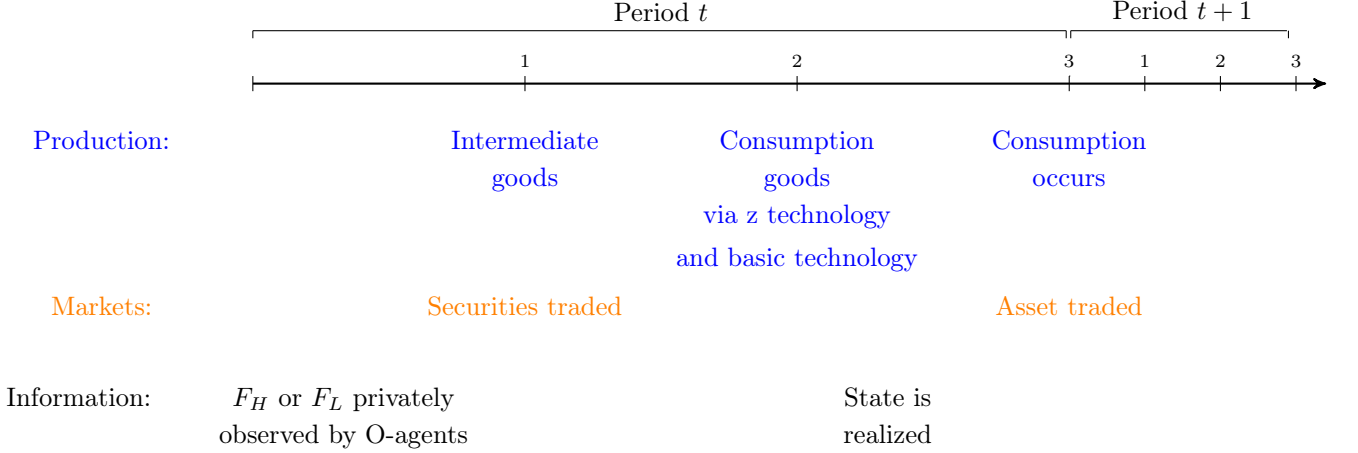 Period t
Period t + 1
1
2
3
1
2
3
Production:
Intermediate
goods
Consumption
goods
via z technology
and basic technology
Consumption
occurs
Markets:
Securities traded
Asset traded
Information:
F_H or F_L privately
observed by O-agents
State is
realized